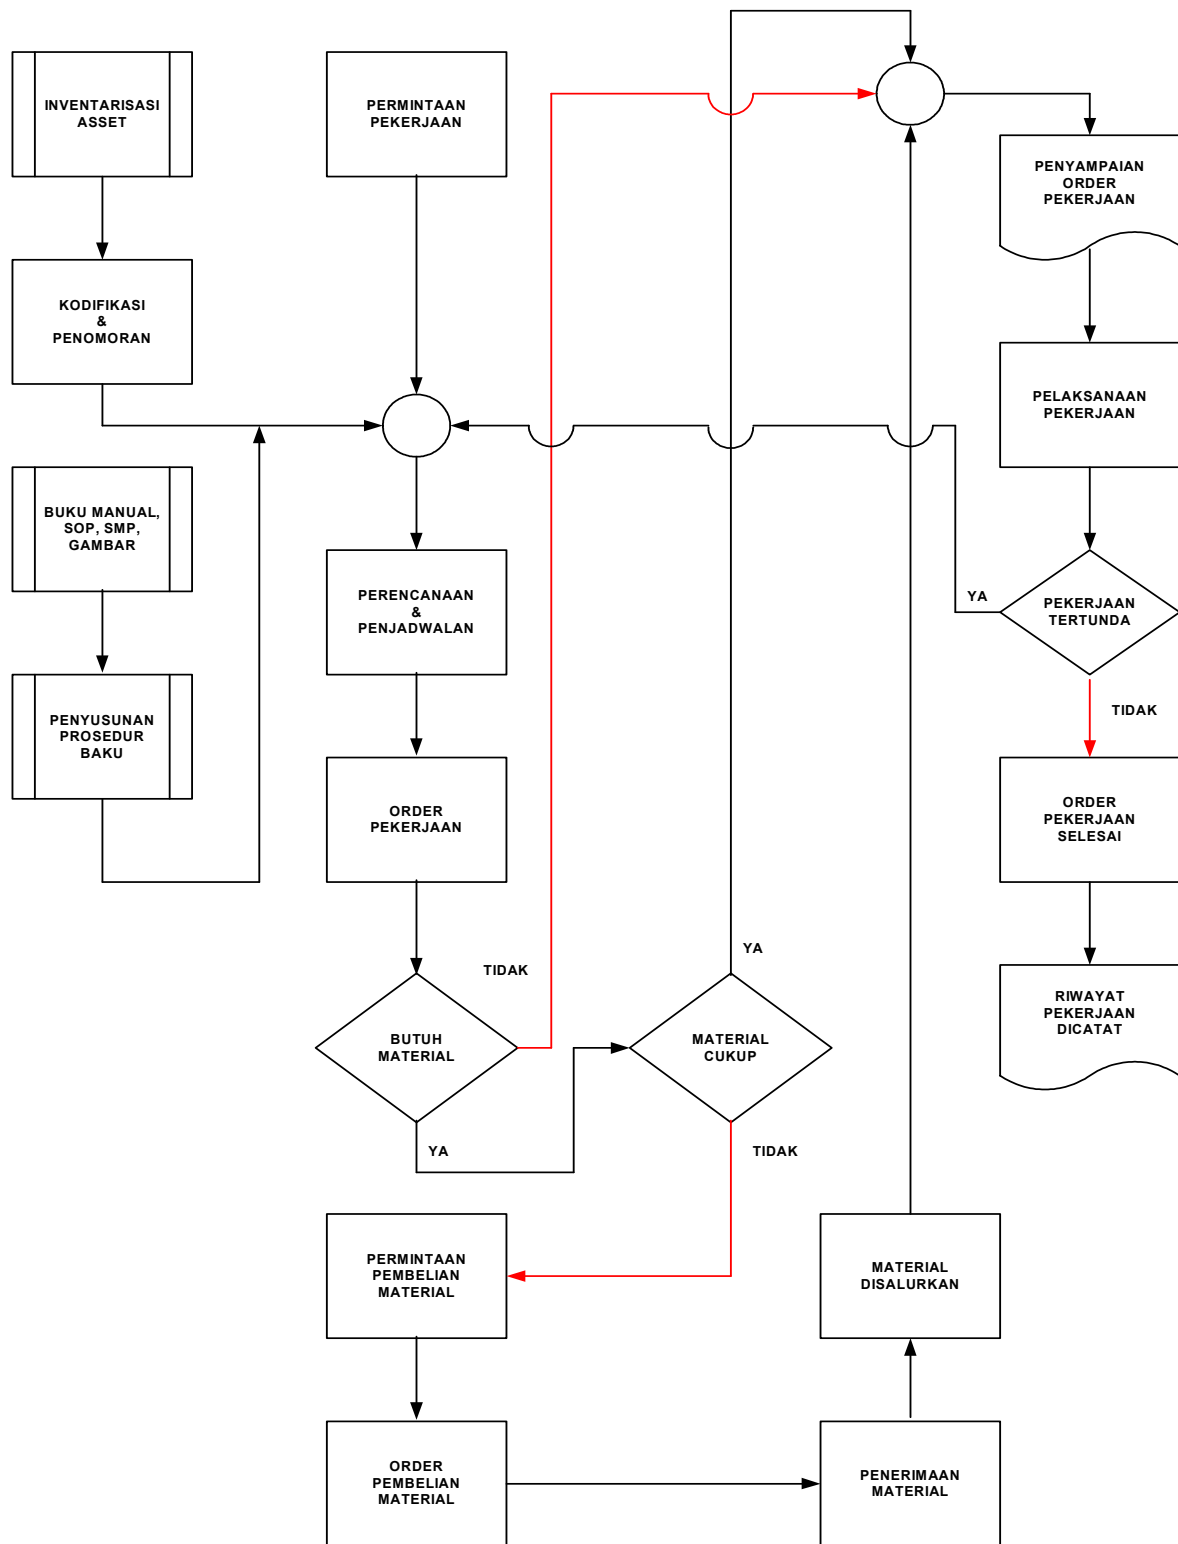 INVENTARISASI
ASSET
PERMINTAAN
PEKERJAAN
PENYAMPAIAN
ORDER
PEKERJAAN
KODIFIKASI
&
PENOMORAN
PELAKSANAAN
PEKERJAAN
BUKU MANUAL,
SOP, SMP,
GAMBAR
PERENCANAAN
&
PENJADWALAN
YA
PEKERJAAN
TERTUNDA
TIDAK
PENYUSUNAN
PROSEDUR
BAKU
ORDER
PEKERJAAN
ORDER
PEKERJAAN
SELESAI
TIDAK
YA
BUTUH
MATERIAL
MATERIAL
CUKUP
RIWAYAT
PEKERJAAN
DICATAT
YA
TIDAK
PERMINTAAN
PEMBELIAN
MATERIAL
MATERIAL
DISALURKAN
ORDER
PEMBELIAN
MATERIAL
PENERIMAAN
MATERIAL